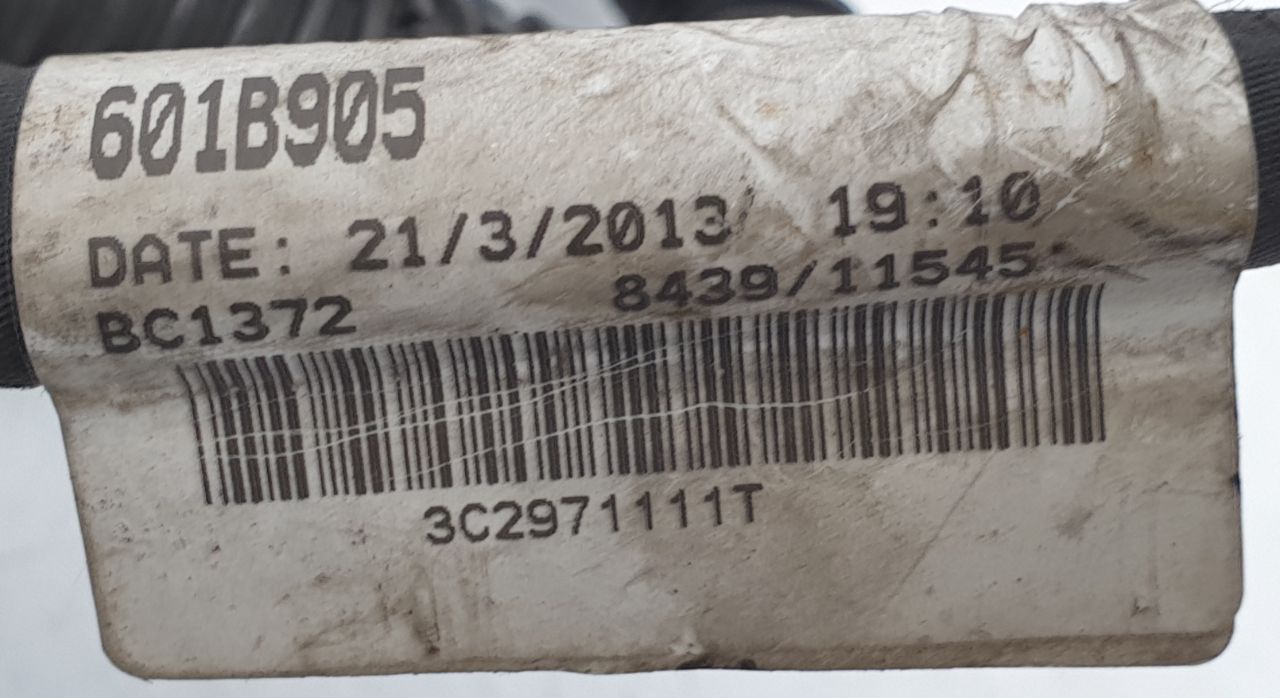 601B905
DATE: 21/3/2013 19:10
BC1372 8439/11545
3C2971111T